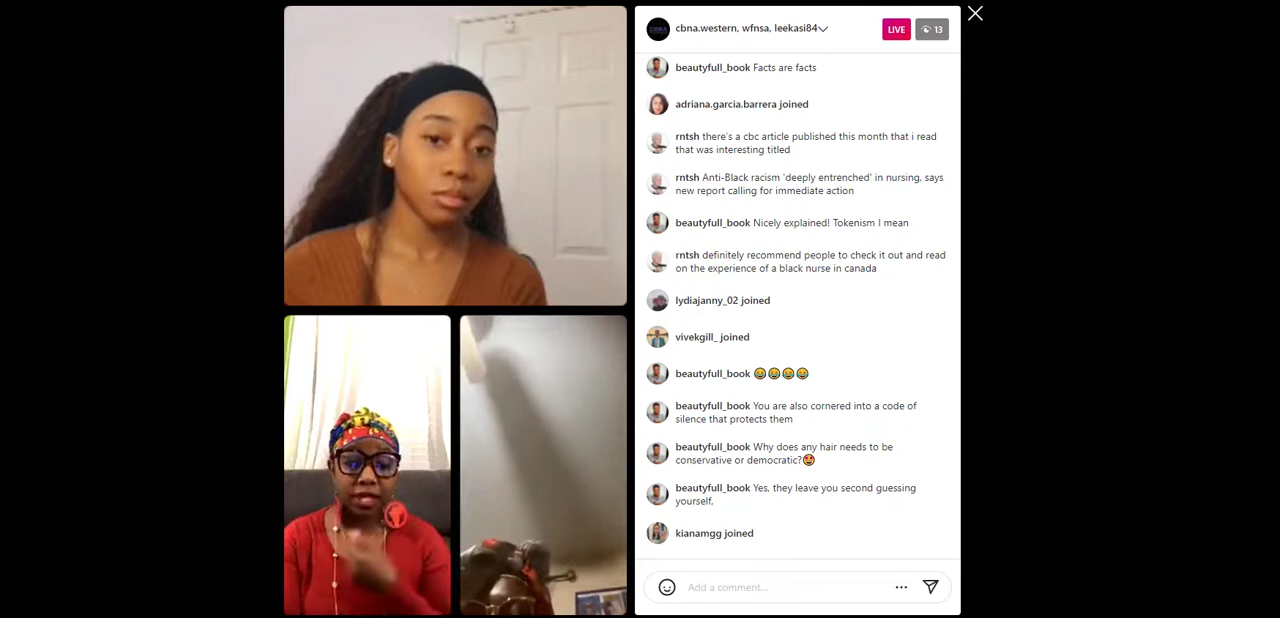 cbna.western, wfnsa, leekasi84
LIVE
13
beautyfull_book Facts are facts
adriana.garcia.barrera joined
rntsh there's a cbc article published this month that i read
that was interesting titled
rntsh Anti-Black racism 'deeply entrenched' in nursing, says
new report calling for immediate action
beautyfull_book Nicely explained! Tokenism I mean
rntsh definitely recommend people to check it out and read
on the experience of a black nurse in canada
lydiajanny_02 joined
vivekgill_ joined
beautyfull_book 😂😂😂😂
beautyfull_book You are also cornered into a code of
silence that protects them
beautyfull_book Why does any hair needs to be
conservative or democratic?🤩
beautyfull_book Yes, they leave you second guessing
yourself,
kianamgg joined
Add a comment...